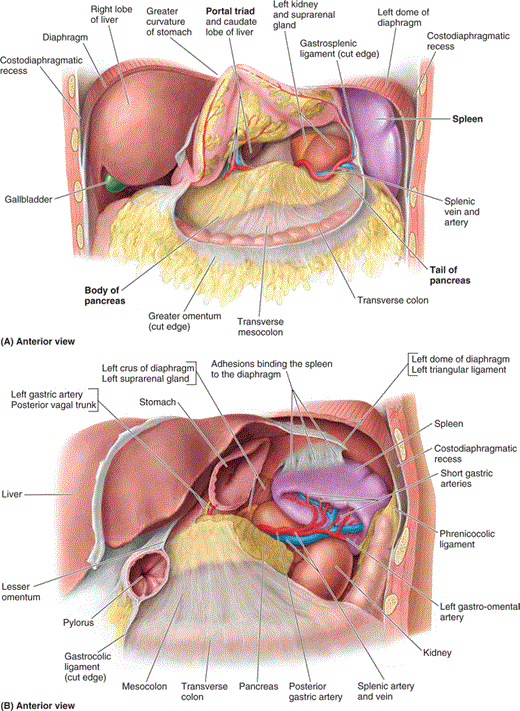 Right lobe
of liver
Greater
curvature
of stomach
Portal triad
and caudate
lobe of liver
Left kidney
and suprarenal
gland
Left dome of
diaphragm
Diaphragm
Costodiaphragmatic
recess
Gastrosplenic
ligament (cut edge)
Costodiaphragmatic
recess
Spleen
Gallbladder
Splenic
vein and
artery
Body of
pancreas
Tail of
pancreas
Greater omentum
(cut edge)
Transverse
mesocolon
Transverse colon
(A) Anterior view
Left crus of diaphragm
Left suprarenal gland
Adhesions binding the spleen
to the diaphragm
Left dome of diaphragm
Left triangular ligament
Left gastric artery
Posterior vagal trunk
Stomach
Spleen
Costodiaphragmatic
recess
Short gastric
arteries
Liver
Phrenicocolic
ligament
Lesser
omentum
Left gastro-omental
artery
Pylorus
Kidney
Gastrocolic
ligament
(cut edge)
Mesocolon
Transverse
colon
Pancreas
Posterior
gastric artery
Splenic artery
and vein
(B) Anterior view